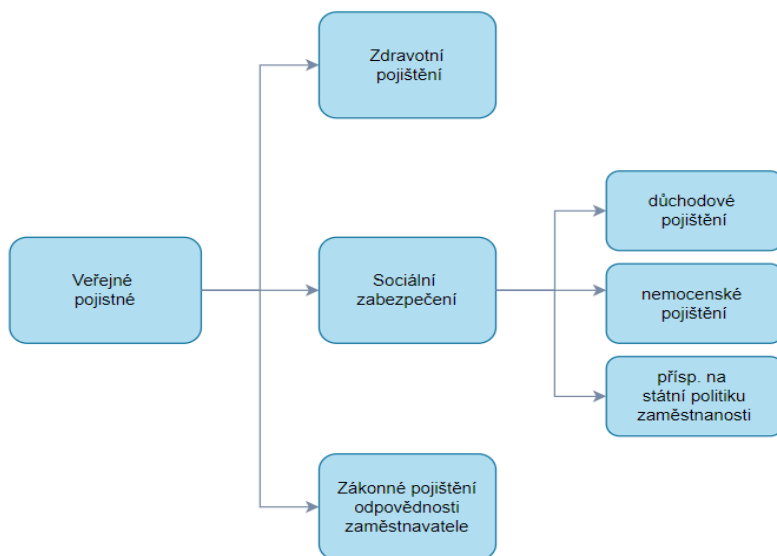 Zdravotní
pojištění
Veřejné
pojistné
Sociální
zabezpečení
důchodové
pojištění
nemocenské
pojištění
přísp. na
státní politiku
zaměstnanosti
Zákonné pojištění
odpovědnosti
zaměstnavatele